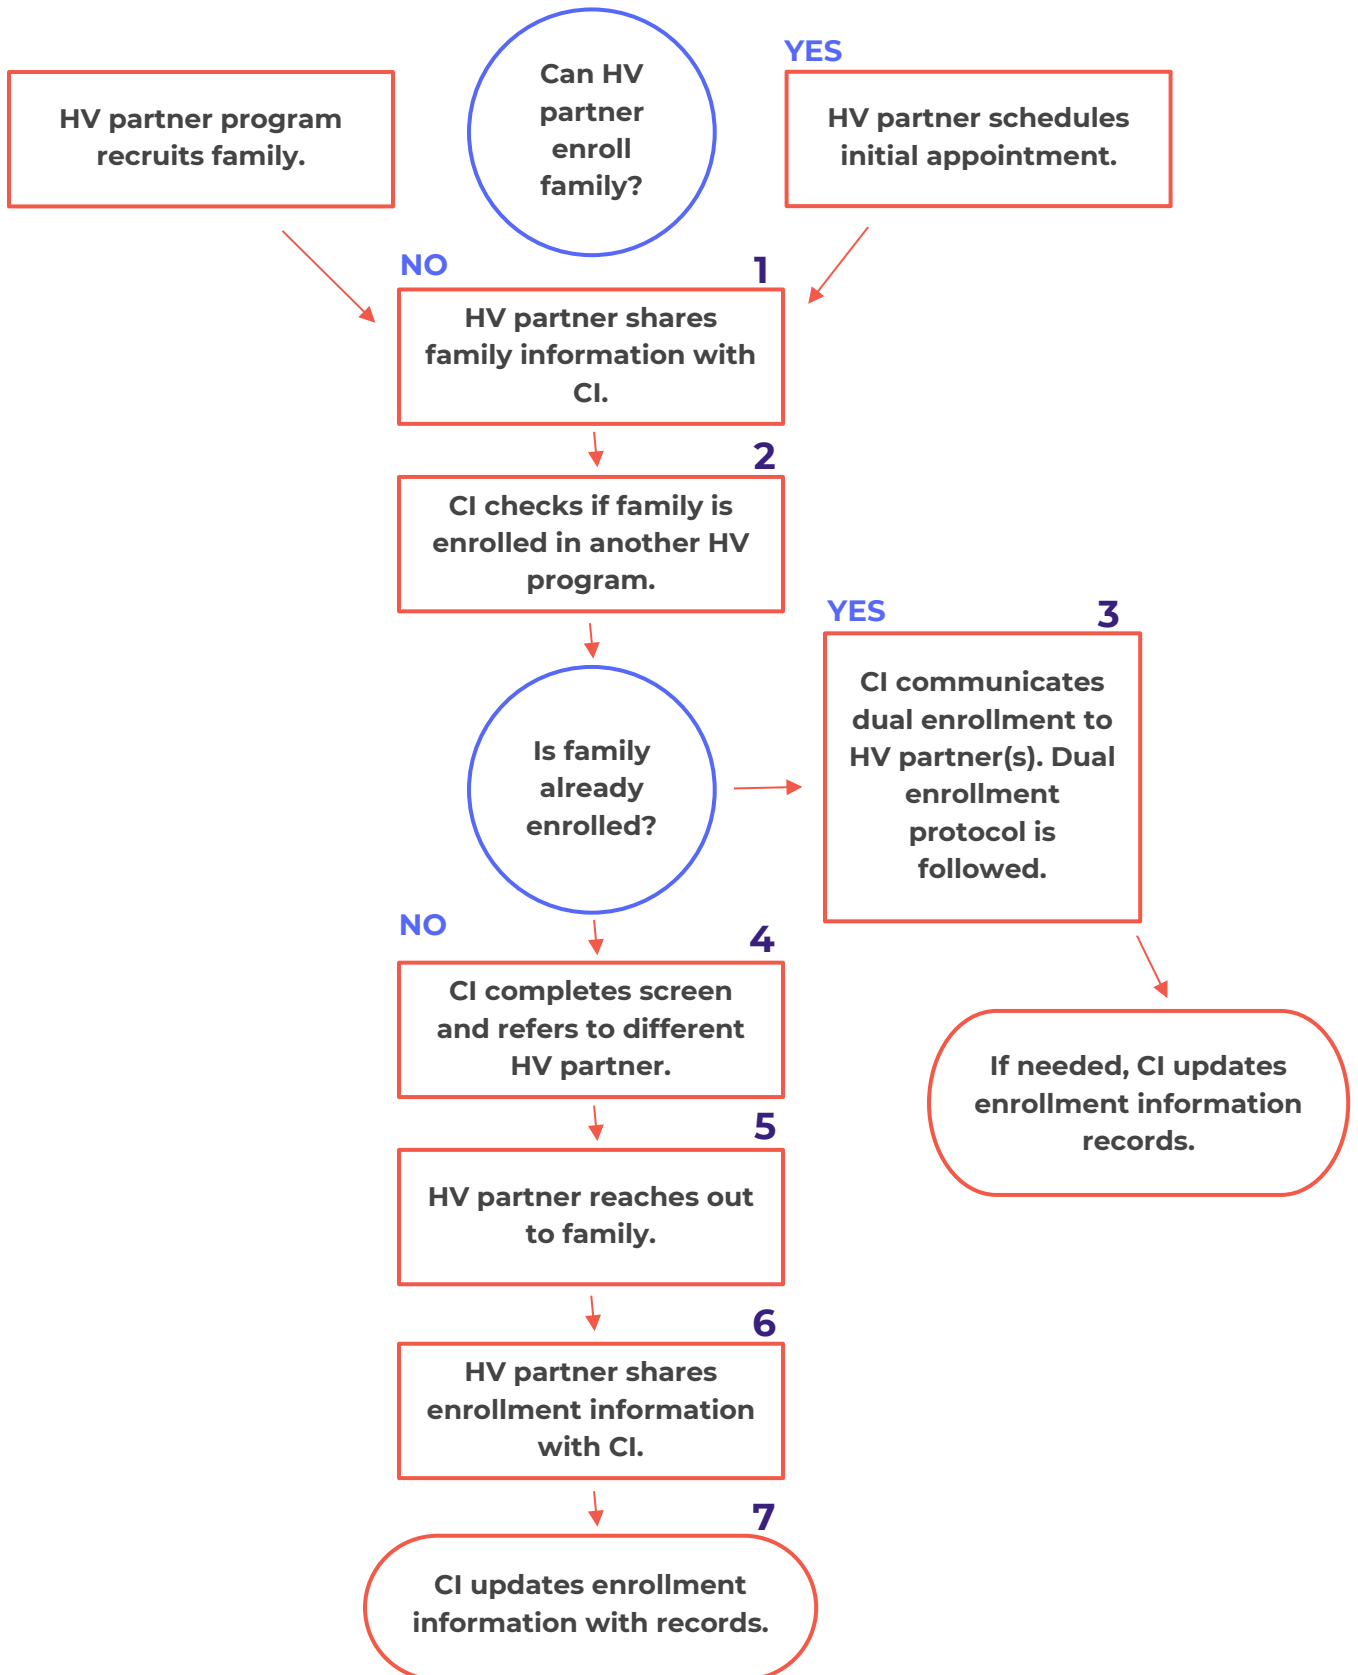 HV partner program
recruits family.
Can HV
partner
enroll
family?
YES
HV partner schedules
initial appointment.
NO
1
HV partner shares
family information with
CI.
2
CI checks if family is
enrolled in another HV
program.
Is family
already
enrolled?
YES
3
CI communicates
dual enrollment to
HV partner(s). Dual
enrollment
protocol is
followed.
If needed, CI updates
enrollment information
records.
NO
4
CI completes screen
and refers to different
HV partner.
5
HV partner reaches out
to family.
6
HV partner shares
enrollment information
with CI.
7
CI updates enrollment
information with records.